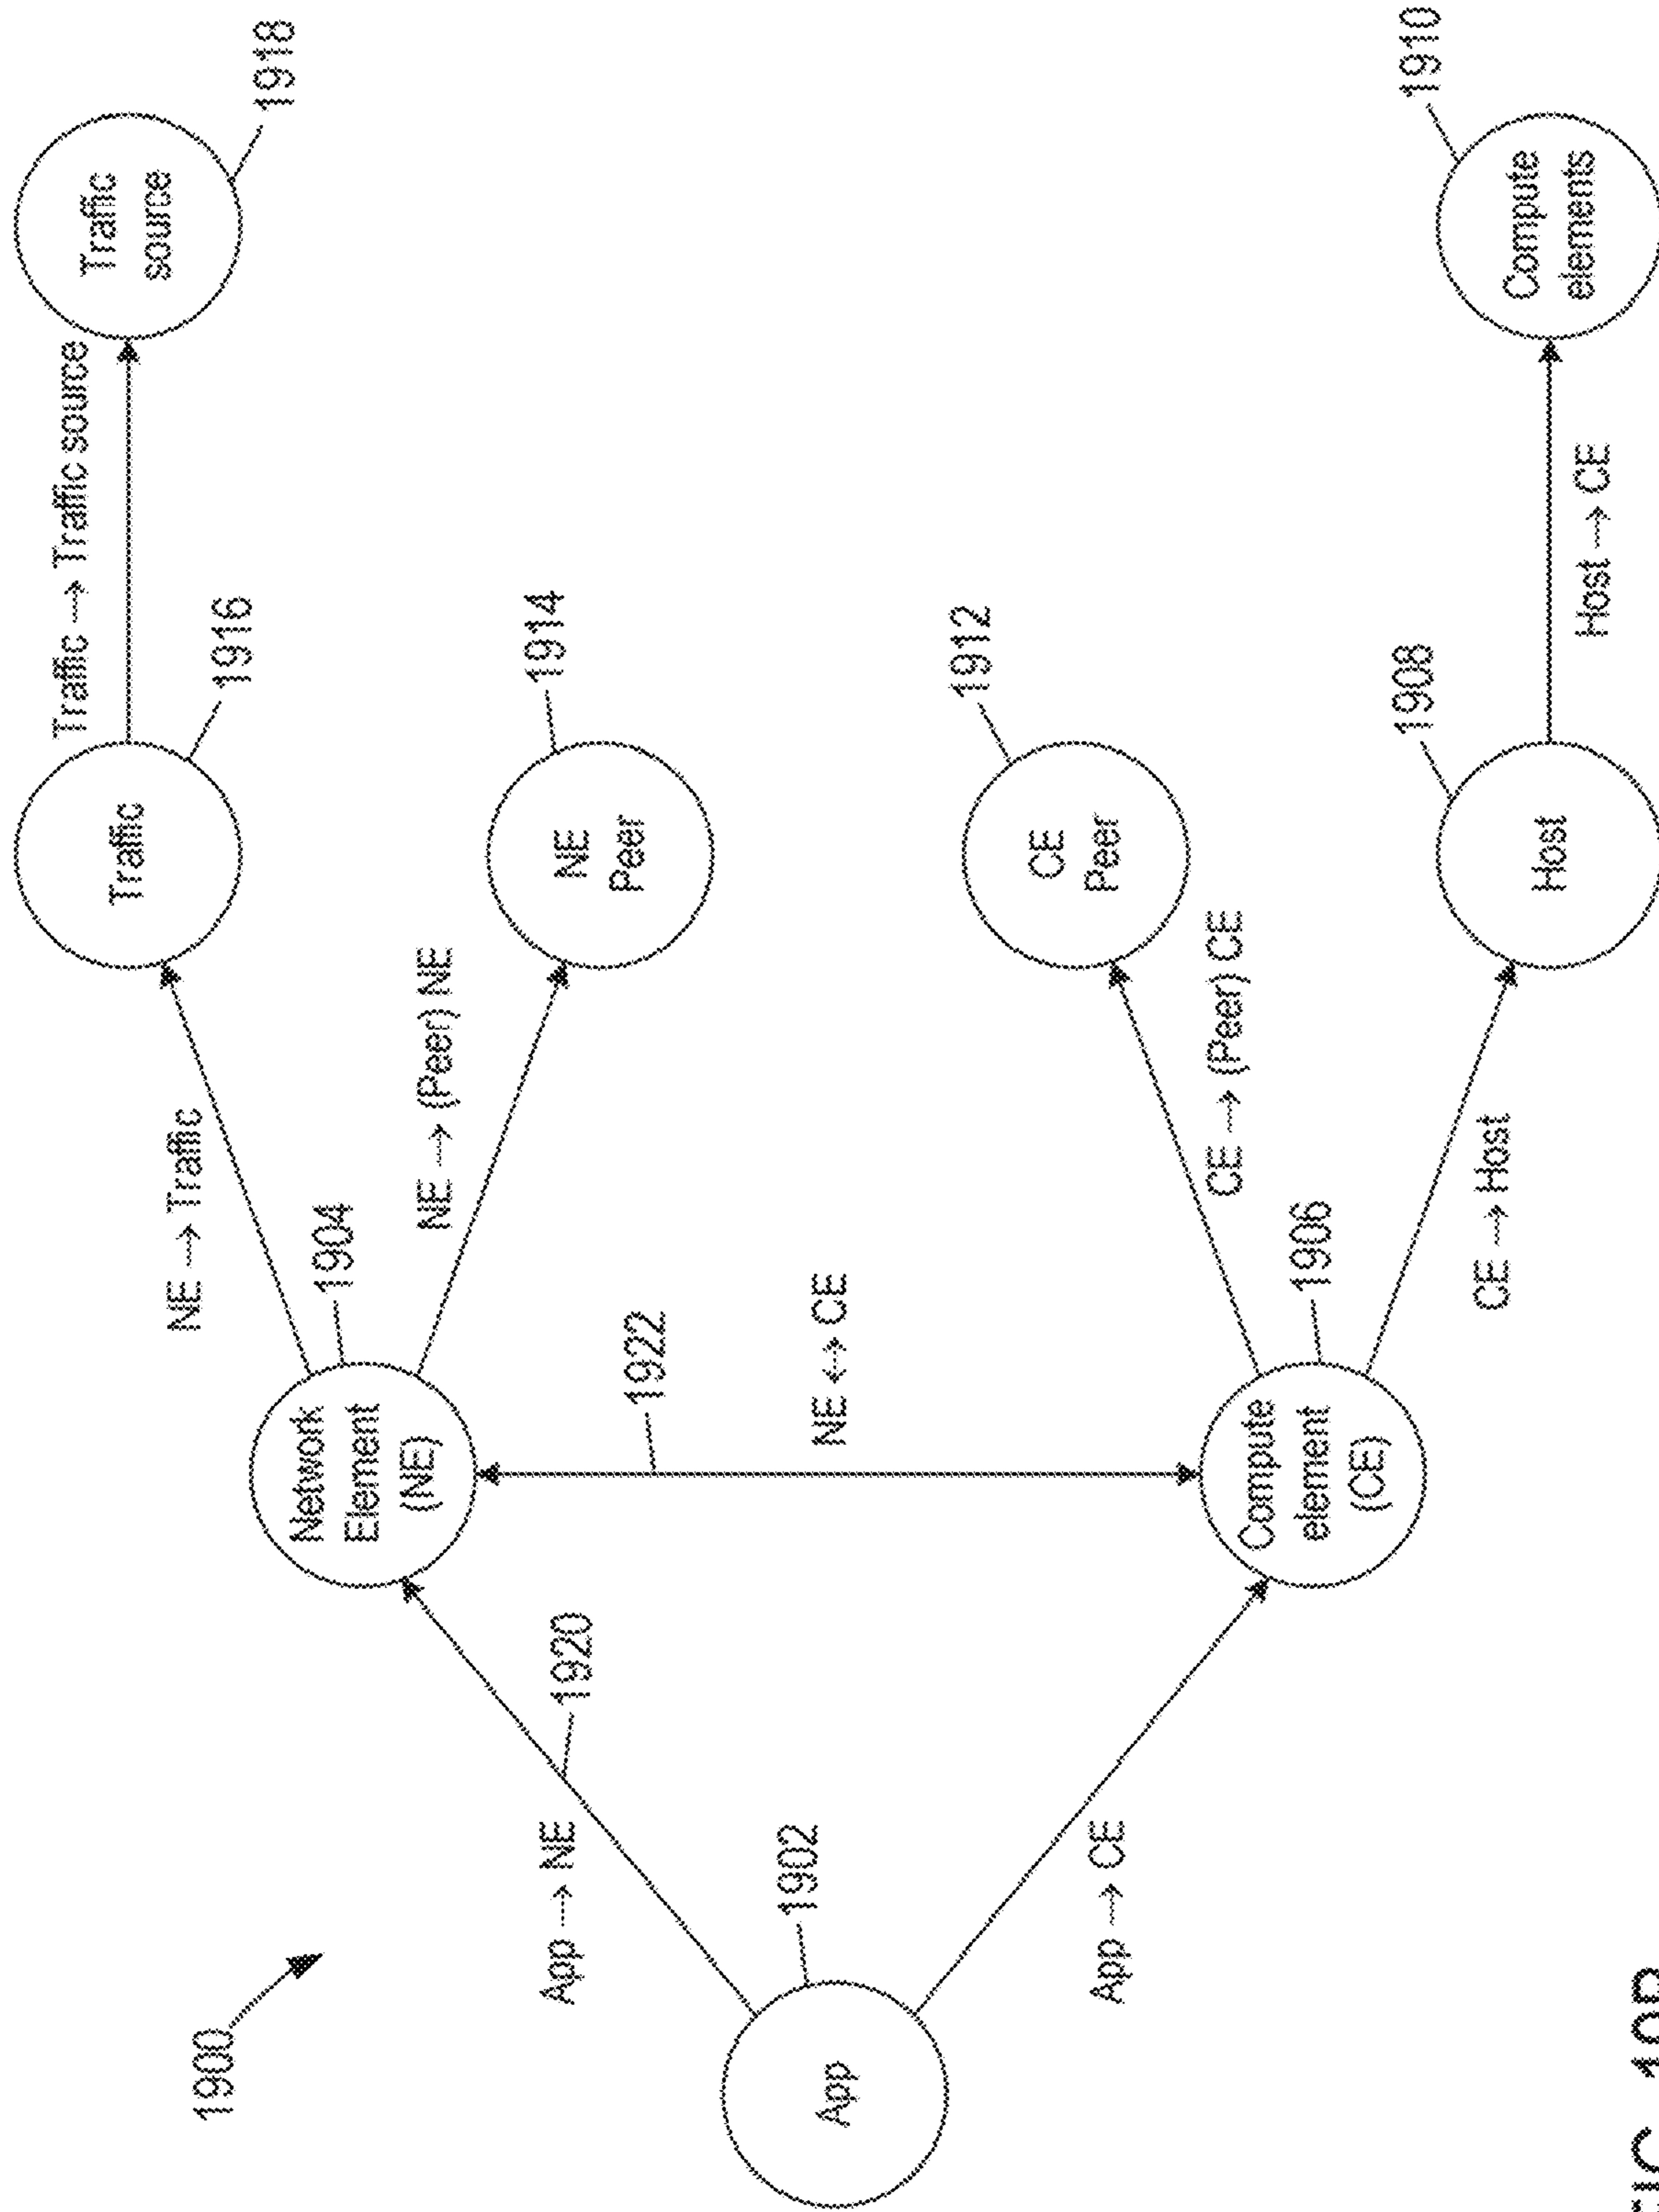 1900
Traffic
Traffic → Traffic source
Traffic
source
1916
1918
NE → Traffic
Network
Element
(NE)
1904
NE → (Peer) NE
NE
Peer
1914
App → NE
1920
1922
App
1902
NE ↔ CE
CE
Peer
1912
App → CE
CE → (Peer) CE
Compute
element
(CE)
1906
1908
1910
CE → Host
Host
Host → CE
Compute
elements